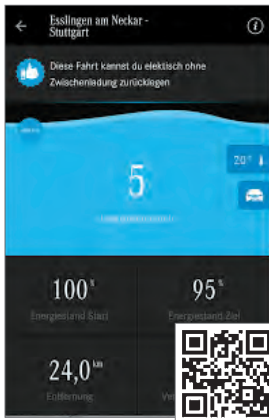 Esslingen am Neckar -
Stuttgart
Diese Fahrt kannst du elektisch ohne
Zwischenladung zurücklegen
20°
5
100%
95%
Energiestand Start
Energiestand Ziel
24,0 km
Entfernung